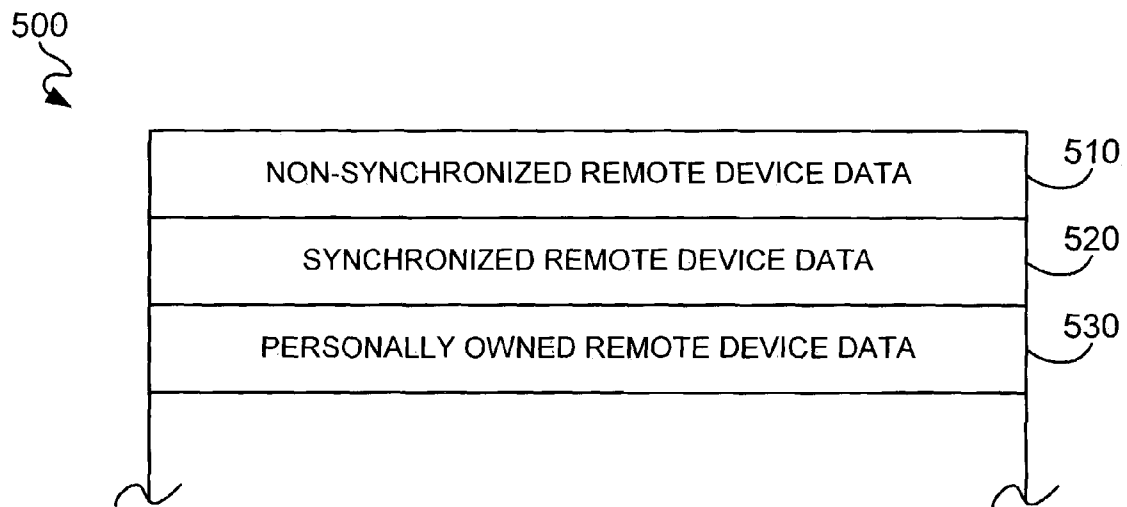 500
NON-SYNCHRONIZED REMOTE DEVICE DATA
510
SYNCHRONIZED REMOTE DEVICE DATA
520
PERSONALLY OWNED REMOTE DEVICE DATA
530